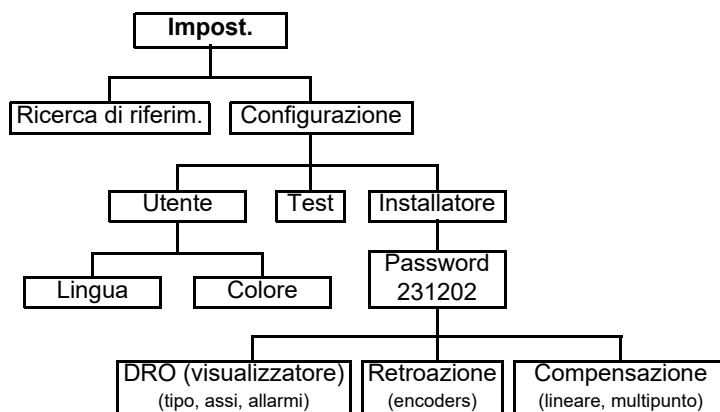 Impost.
Ricerca di riferim.
Configurazione
Utente
Test
Installatore
Lingua
Colore
Password
231202
DRO (visualizzatore)
(tipo, assi, allarmi)
Retroazione
(encoders)
Compensazione
(lineare, multipunto)